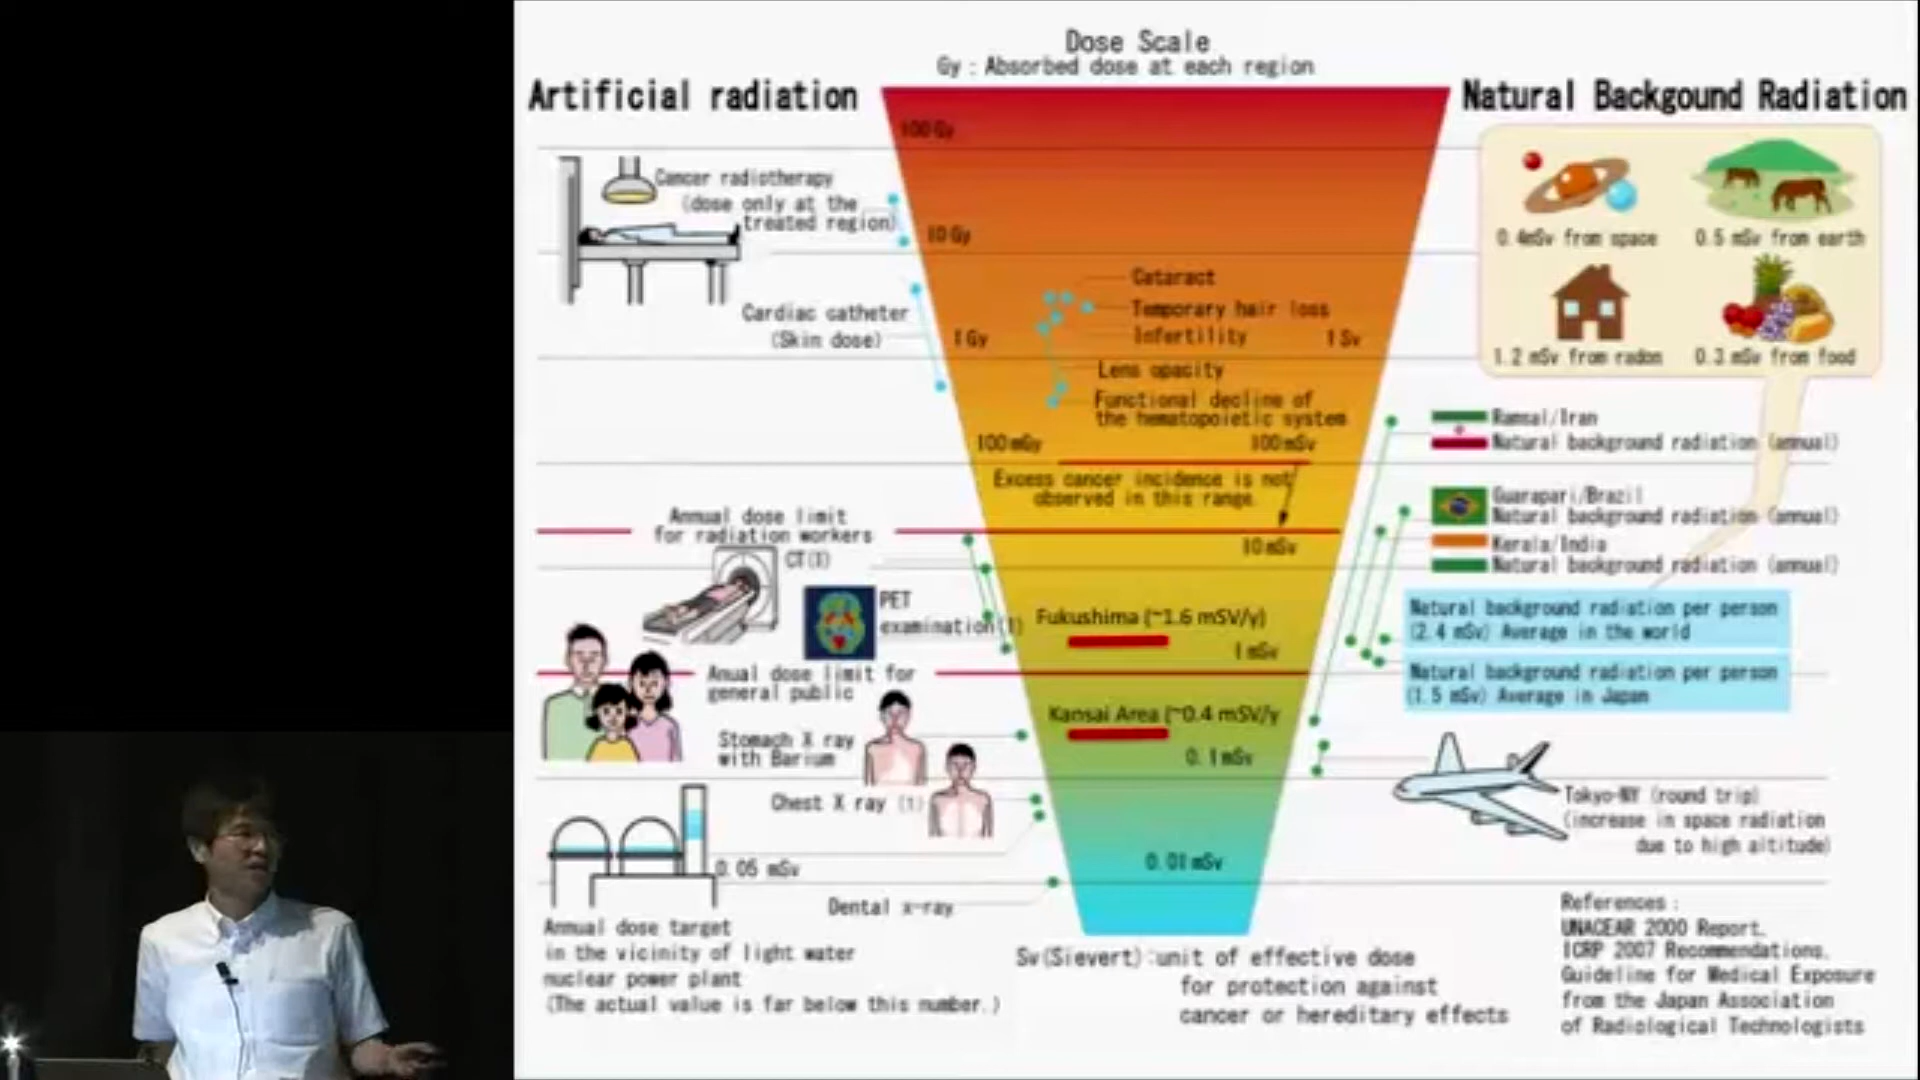 Dose Scale
Gy : Absorbed dose at each region
Artificial radiation
Natural Backgound Radiation
100 Gy
Cancer radiotherapy
(dose only at the
treated region)
10 Gy
0.4mSv from space
0.5 mSv from earth
Cataract
Temporary hair loss
Infertility
Cardiac catheter
(Skin dose)
1 Gy
1 Sv
1.2 mSv from radon
0.3 mSv from food
Lens opacity
Functional decline of
the hematopoietic system
Ramsal/Iran
Natural background radiation (annual)
100 mGy
100 mSv
Excess cancer incidence is not
observed in this range.
Guarapari/Brazil
Natural background radiation (annual)
Annual dose limit
for radiation workers
10 mSv
Kerala/India
Natural background radiation (annual)
CT(1)
PET
examination(1)
Fukushima (~1.6 mSV/y)
1 mSv
Natural background radiation per person
(2.4 mSv) Average in the world
Natural background radiation per person
(1.5 mSv) Average in Japan
Anual dose limit for
general public
Kansai Area (~0.4 mSV/y
Stomach X ray
with Barium
0.1mSv
Chest X ray (1)
Tokyo-NY (round trip)
(increase in space radiation
due to high altitude)
0.05 mSv
0.01 mSv
Dental x-ray
Annual dose target
in the vicinity of light water
nuclear power plant
(The actual value is far below this number.)
Sv(Sievert):unit of effective dose
for protection against
cancer or hereditary effects
References :
UNACEAR 2000 Report,
ICRP 2007 Recommendations,
Guideline for Medical Exposure
from the Japan Association
of Radiological Technologists